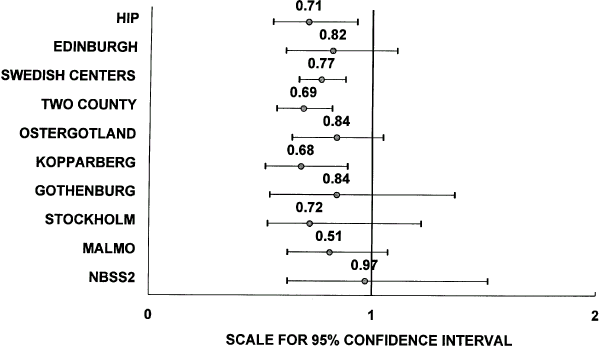 0.71
HIP
0.82
EDINBURGH
0.77
SWEDISH CENTERS
0.69
TWO COUNTY
0.84
OSTERGOTLAND
0.68
KOPPARBERG
0.84
GOTHENBURG
0.72
STOCKHOLM
0.51
MALMO
0.97
NBSS2
0 1 2
SCALE FOR 95% CONFIDENCE INTERVAL